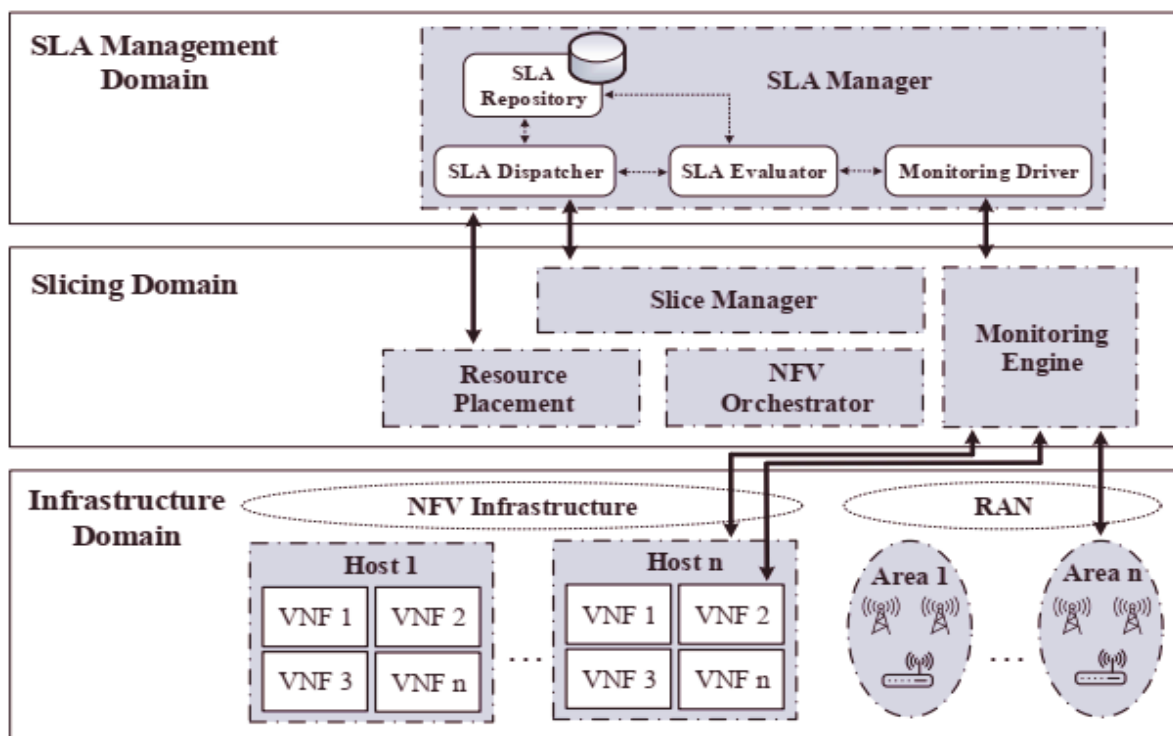 SLA Management
Domain
SLA
Repository
SLA Manager
SLA Dispatcher
SLA Evaluator
Monitoring Driver
Slicing Domain
Slice Manager
Monitoring
Engine
Resource
Placement
NFV
Orchestrator
Infrastructure
Domain
NFV Infrastructure
RAN
Host 1
VNF 1
VNF 2
VNF 3
VNF n
...
Host n
VNF 1
VNF 2
VNF 3
VNF n
Area 1
...
Area n